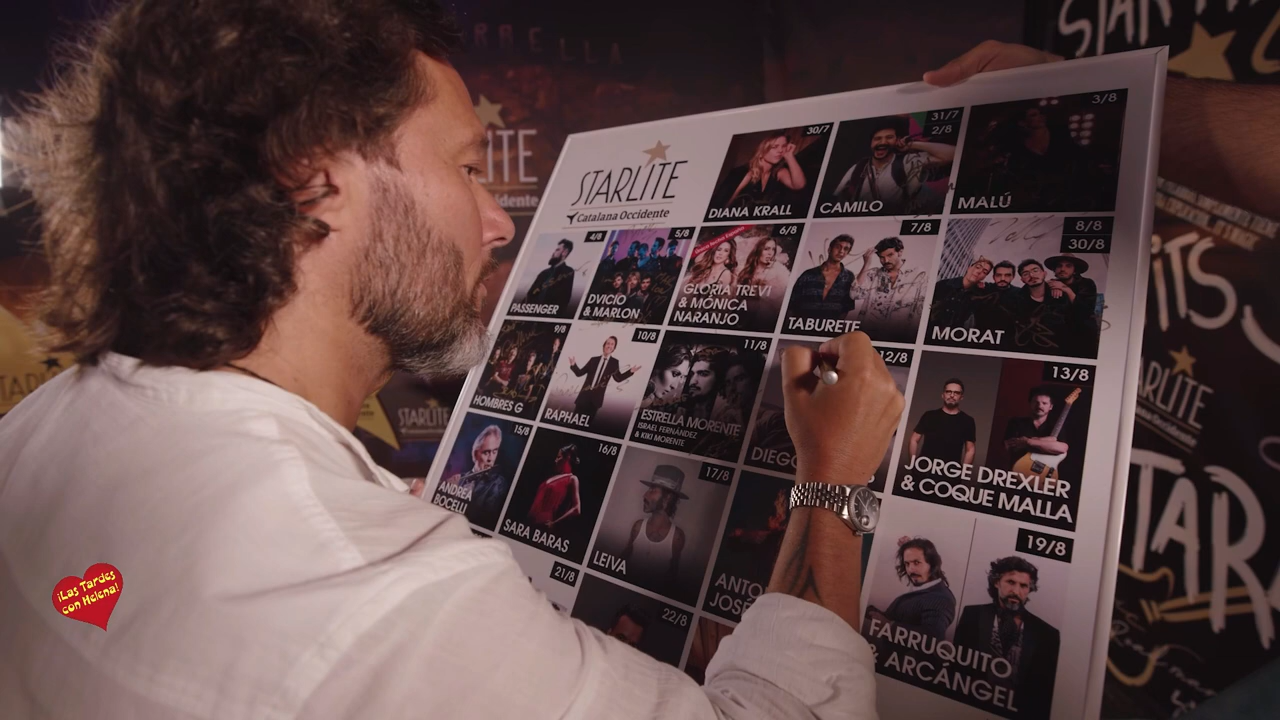 STARLITE
Catalana Occidente
30/7
DIANA KRALL
31/7
2/8
CAMILO
3/8
MALÚ
4/8
PASSENGER
5/8
DVICIO
& MARLON
6/8
GLORIA TREVI
& MÓNICA
NARANJO
7/8
TABURETE
8/8
30/8
MORAT
9/8
HOMBRES G
10/8
RAPHAEL
11/8
ESTRELLA MORENTE
ISRAEL FERNÁNDEZ
& KIKI MORENTE
12/8
DIEGO
13/8
JORGE DREXLER
& COQUE MALLA
15/8
ANDREA
BOCELLI
16/8
SARA BARAS
17/8
LEIVA
ANTO
JOSÉ
19/8
FARRUQUITO
& ARCÁNGEL
21/8
22/8
¡Las Tardes
con Helena!